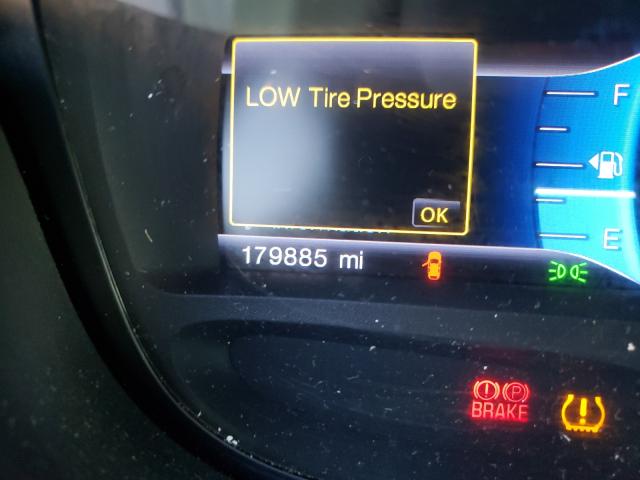 LOW Tire Pressure
OK
179885 mi
F
E
P
BRAKE